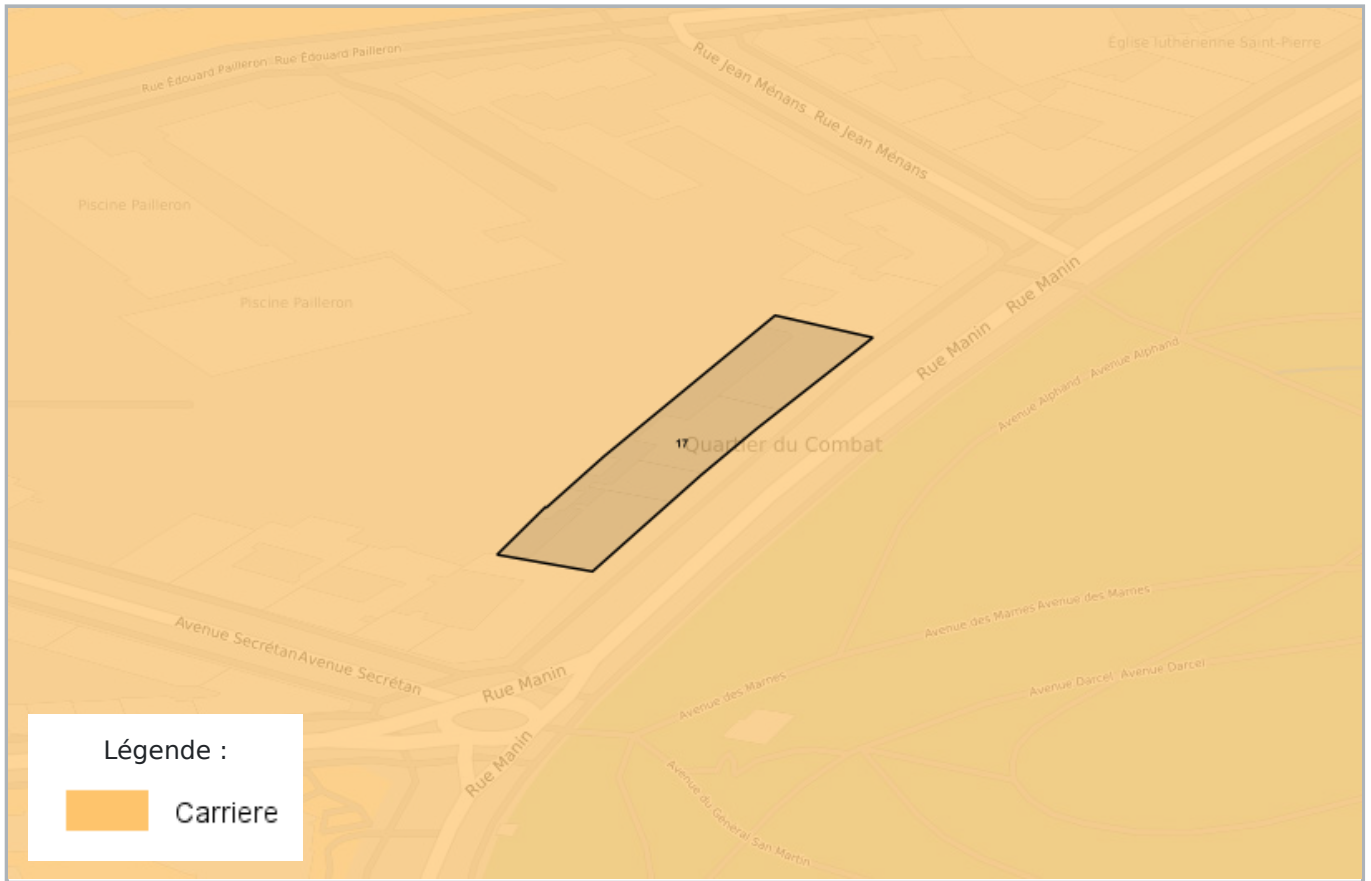 Rue Édouard Pailleron Rue Édouard Pailleron
Église luthérienne Saint-Pierre
Rue Jean Ménans Rue Jean Ménans
Piscine Pailleron
Piscine Pailleron
Rue Manin Rue Manin
Avenue Alphand Avenue Alphand
17
Quartier du Combat
Avenue des Marnes Avenue des Marnes
Avenue Secrétan Avenue Secrétan
Rue Manin
Avenue des Marnes
Avenue Darcel Avenue Darcel
Rue Manin
Avenue du Général San Martin
Légende :
Carriere